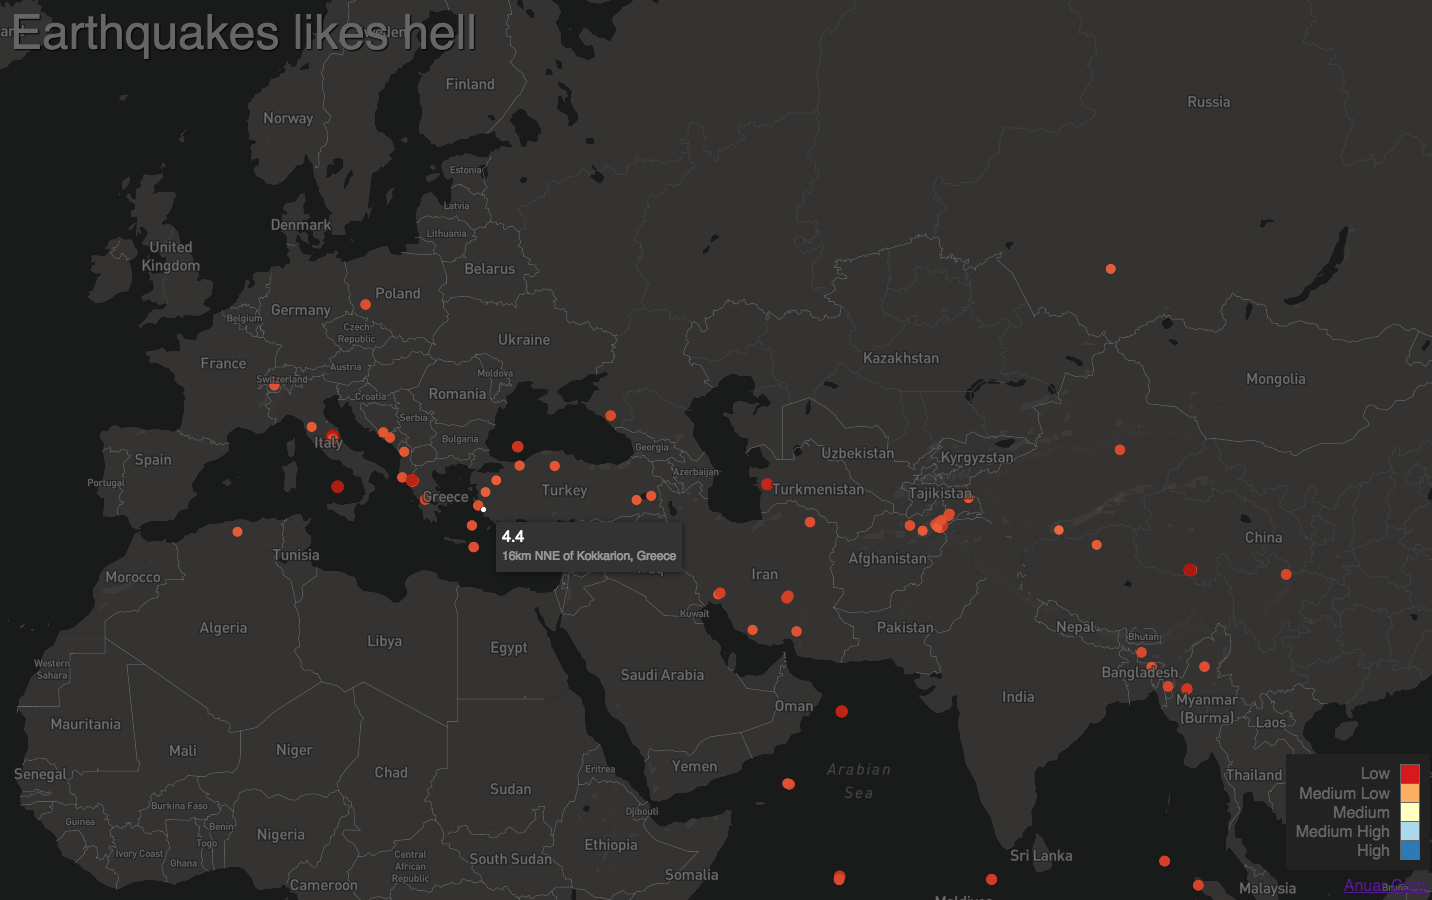 Earthquakes likes hell
Finland
Norway
Russia
Estonia
Latvia
Denmark
Lithuania
United
Kingdom
Belarus
Poland
Germany
Belgium
Czech
Republic
Ukraine
France
Austria
Switzerland
Moldova
Kazakhstan
Mongolia
Croatia
Romania
Serbia
Italy
Bulgaria
Georgia
Uzbekistan
Kyrgyzstan
Spain
Azerbaijan
Portugal
Greece
Turkey
Turkmenistan
Tajikistan
4.4
16km NNE of Kokkarion, Greece
China
Tunisia
Afghanistan
Morocco
Iran
Kuwait
Algeria
Libya
Egypt
Pakistan
Nepal
Bhutan
Western
Sahara
Saudi Arabia
Bangladesh
India
Oman
Myanmar
(Burma)
Laos
Mauritania
Mali
Niger
Chad
Yemen
Eritrea
Arabian
Sea
Senegal
Sudan
Thailand
Low
Medium Low
Medium
Medium High
High
Burkina Faso
Djibouti
Guinea
Benin
Togo
Nigeria
Ivory Coast
Ghana
Ethiopia
Central
African
Republic
South Sudan
Sri Lanka
Somalia
Cameroon
Malaysia